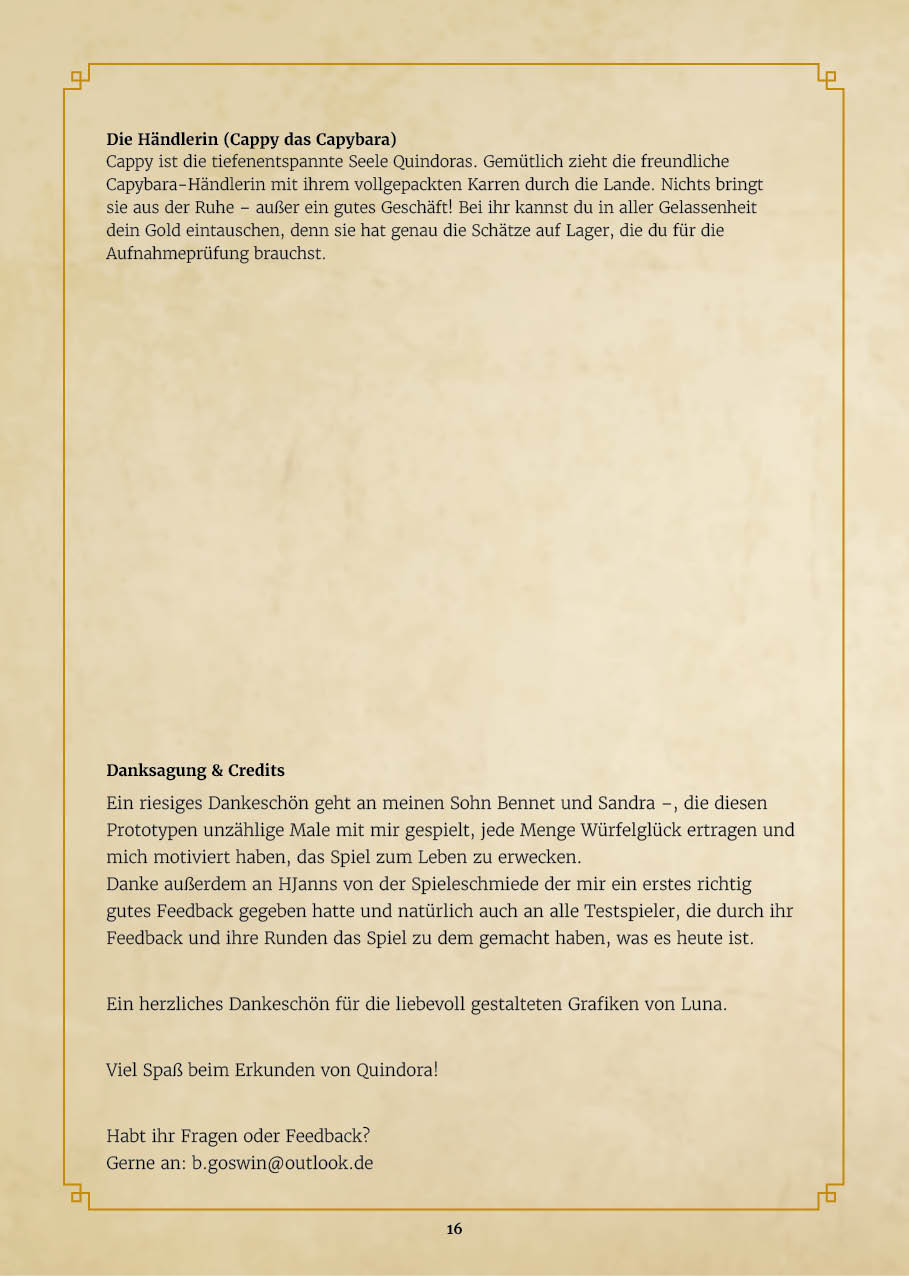 Die Händlerin (Cappy das Capybara)
Cappy ist die tiefenentspannte Seele Quindoras. Gemütlich zieht die freundliche
Capybara-Händlerin mit ihrem vollgepackten Karren durch die Lande. Nichts bringt
sie aus der Ruhe – außer ein gutes Geschäft! Bei ihr kannst du in aller Gelassenheit
dein Gold eintauschen, denn sie hat genau die Schätze auf Lager, die du für die
Aufnahmeprüfung brauchst.
Danksagung & Credits
Ein riesiges Dankeschön geht an meinen Sohn Bennet und Sandra –, die diesen
Prototypen unzählige Male mit mir gespielt, jede Menge Würfelglück ertragen und
mich motiviert haben, das Spiel zum Leben zu erwecken.
Danke außerdem an HJanns von der Spieleschmiede der mir ein erstes richtig
gutes Feedback gegeben hatte und natürlich auch an alle Testspieler, die durch ihr
Feedback und ihre Runden das Spiel zu dem gemacht haben, was es heute ist.
Ein herzliches Dankeschön für die liebevoll gestalteten Grafiken von Luna.
Viel Spaß beim Erkunden von Quindora!
Habt ihr Fragen oder Feedback?
Gerne an: b.goswin@outlook.de
16